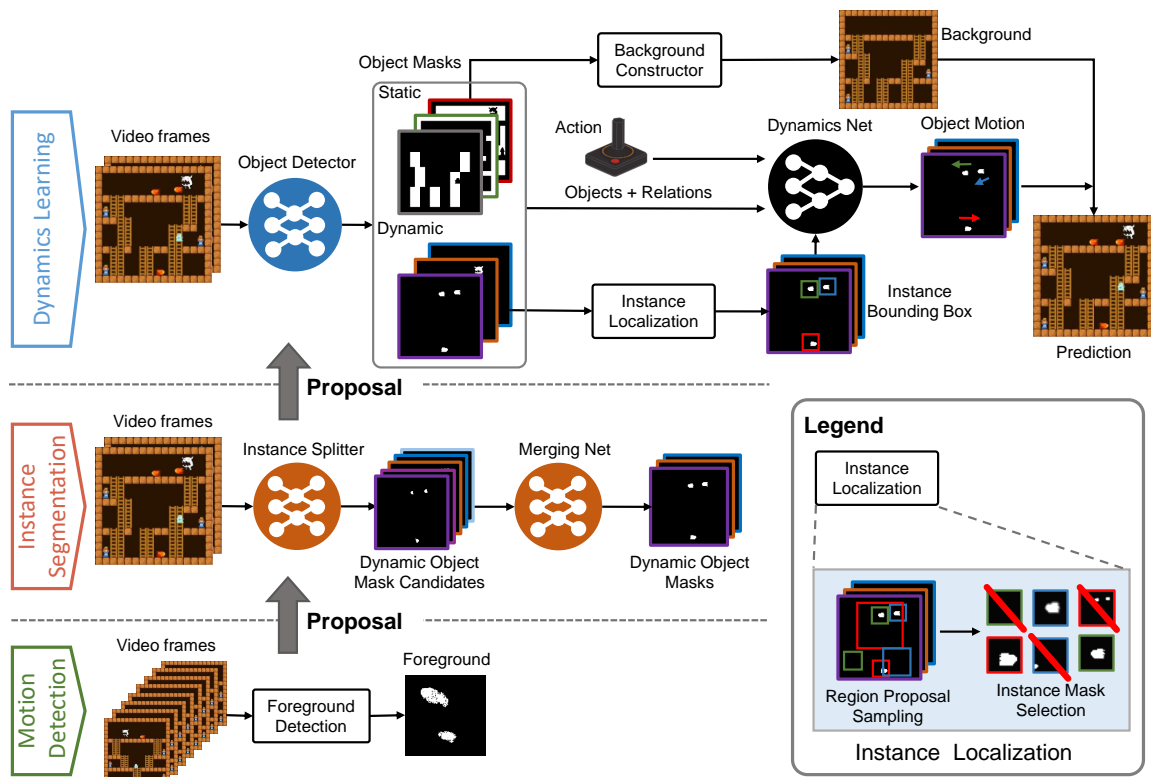 Dynamics Learning
Video frames
Object Detector
Object Masks
Static
Dynamic
Background
Constructor
Background
Action
Objects + Relations
Dynamics Net
Object Motion
Instance
Localization
Instance
Bounding Box
Prediction
Proposal
Instance
Segmentation
Video frames
Instance Splitter
Dynamic Object
Mask Candidates
Merging Net
Dynamic Object
Masks
Proposal
Motion
Detection
Video frames
Foreground
Detection
Foreground
Legend
Instance
Localization
Region Proposal
Sampling
Instance Mask
Selection
Instance Localization